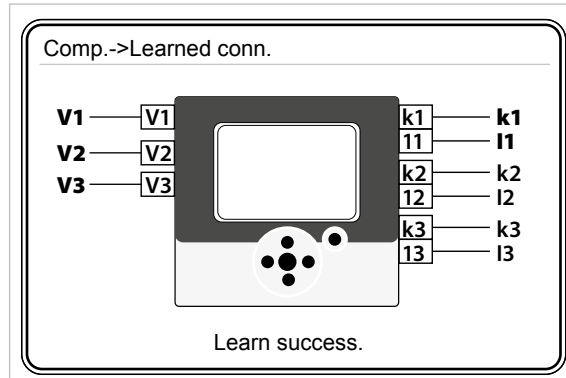 Comp.->Learned conn.
V1 V1 k1 k1
11 l1
V2 V2 k2 k2
12 l2
V3 V3 k3 k3
13 l3
Learn success.